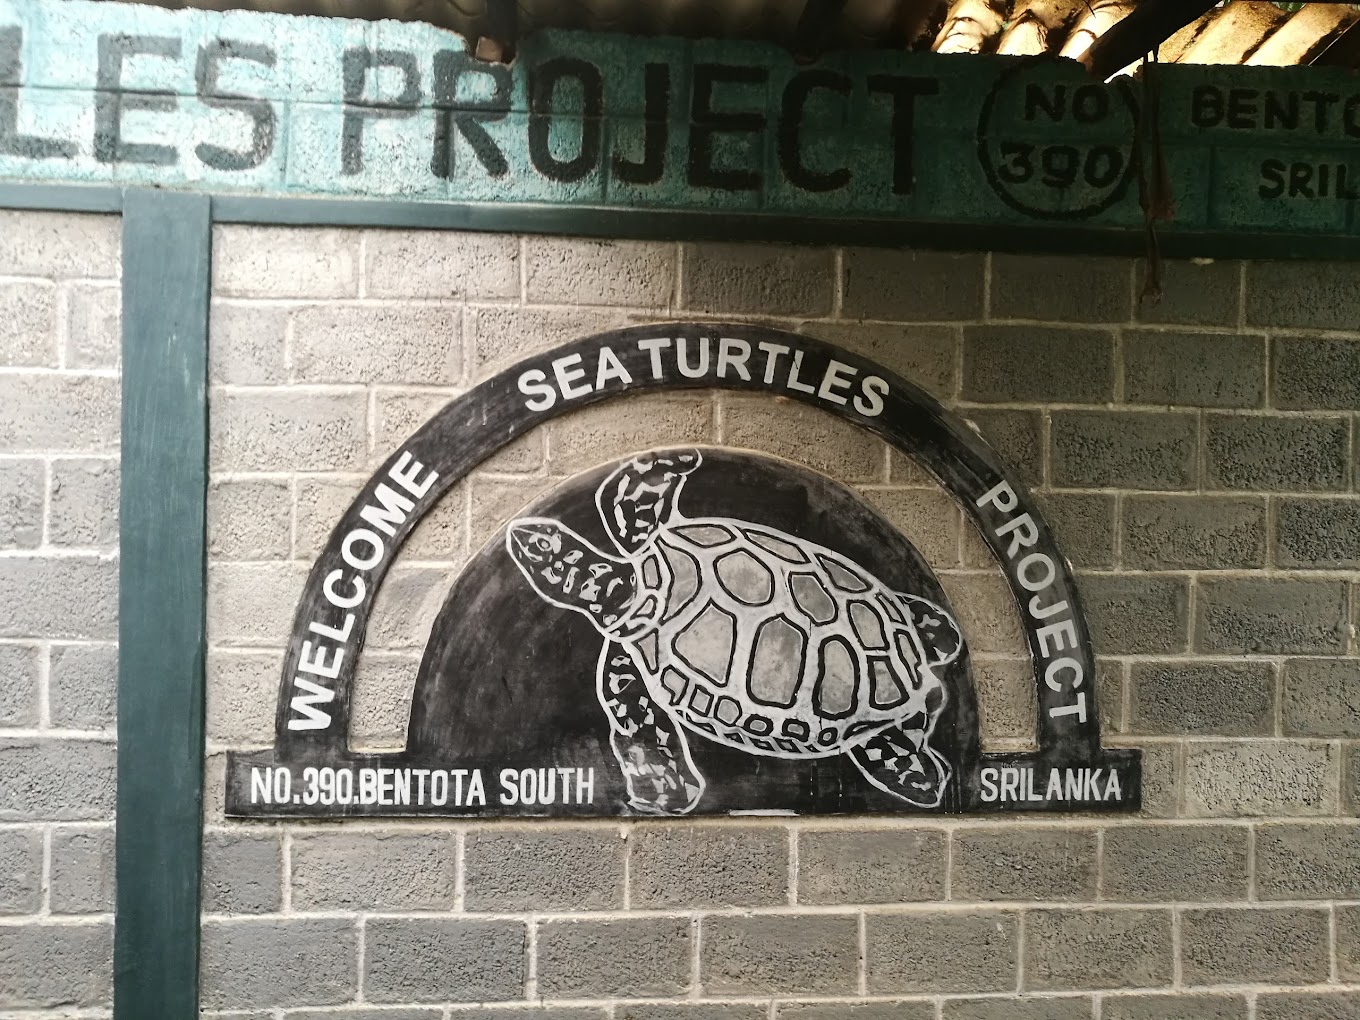 LES PROJECT
NO
390
BENTO
SRIL
WELCOME SEA TURTLES PROJECT
NO.390.BENTOTA SOUTH SRILANKA